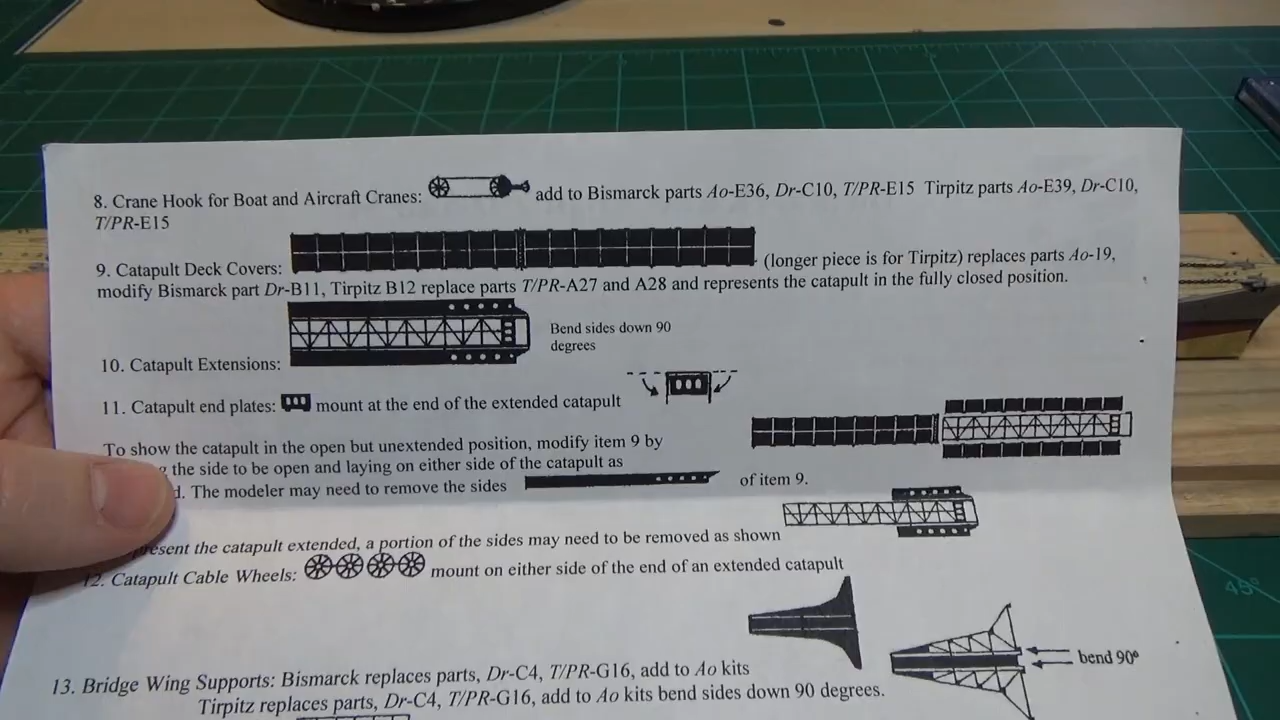 8. Crane Hook for Boat and Aircraft Cranes: add to Bismarck parts Ao-E36, Dr-C10, T/PR-E15 Tirpitz parts Ao-E39, Dr-C10,
T/PR-E15
9. Catapult Deck Covers: (longer piece is for Tirpitz) replaces parts Ao-19,
modify Bismarck part Dr-B11, Tirpitz B12 replace parts T/PR-A27 and A28 and represents the catapult in the fully closed position.
Bend sides down 90
degrees
10. Catapult Extensions:
11. Catapult end plates: mount at the end of the extended catapult
To show the catapult in the open but unextended position, modify item 9 by
the side to be open and laying on either side of the catapult as
The modeler may need to remove the sides of item 9.
the catapult extended, a portion of the sides may need to be removed as shown
12. Catapult Cable Wheels: mount on either side of the end of an extended catapult
bend 90º
13. Bridge Wing Supports: Bismarck replaces parts, Dr-C4, T/PR-G16, add to Ao kits
Tirpitz replaces parts, Dr-C4, T/PR-G16, add to Ao kits bend sides down 90 degrees.
45°